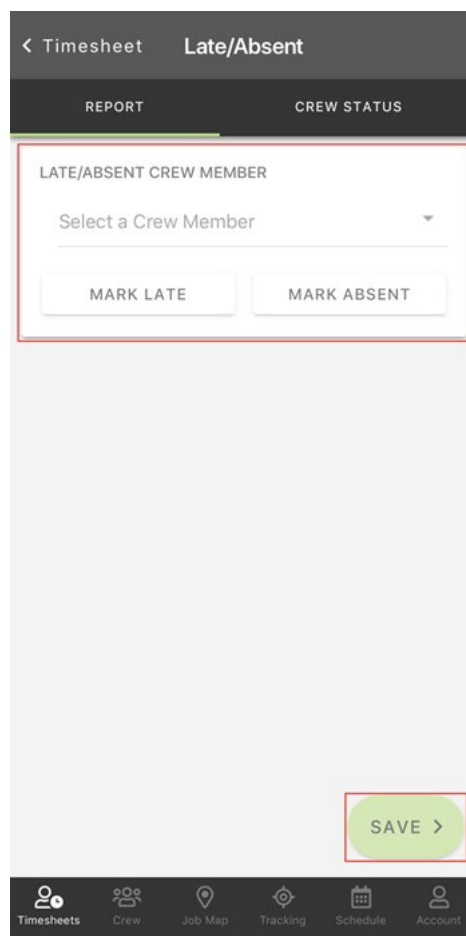 Timesheet Late/Absent
REPORT CREW STATUS
LATE/ABSENT CREW MEMBER
Select a Crew Member
MARK LATE MARK ABSENT
SAVE
Timesheets Crew Job Map Tracking Schedule Account